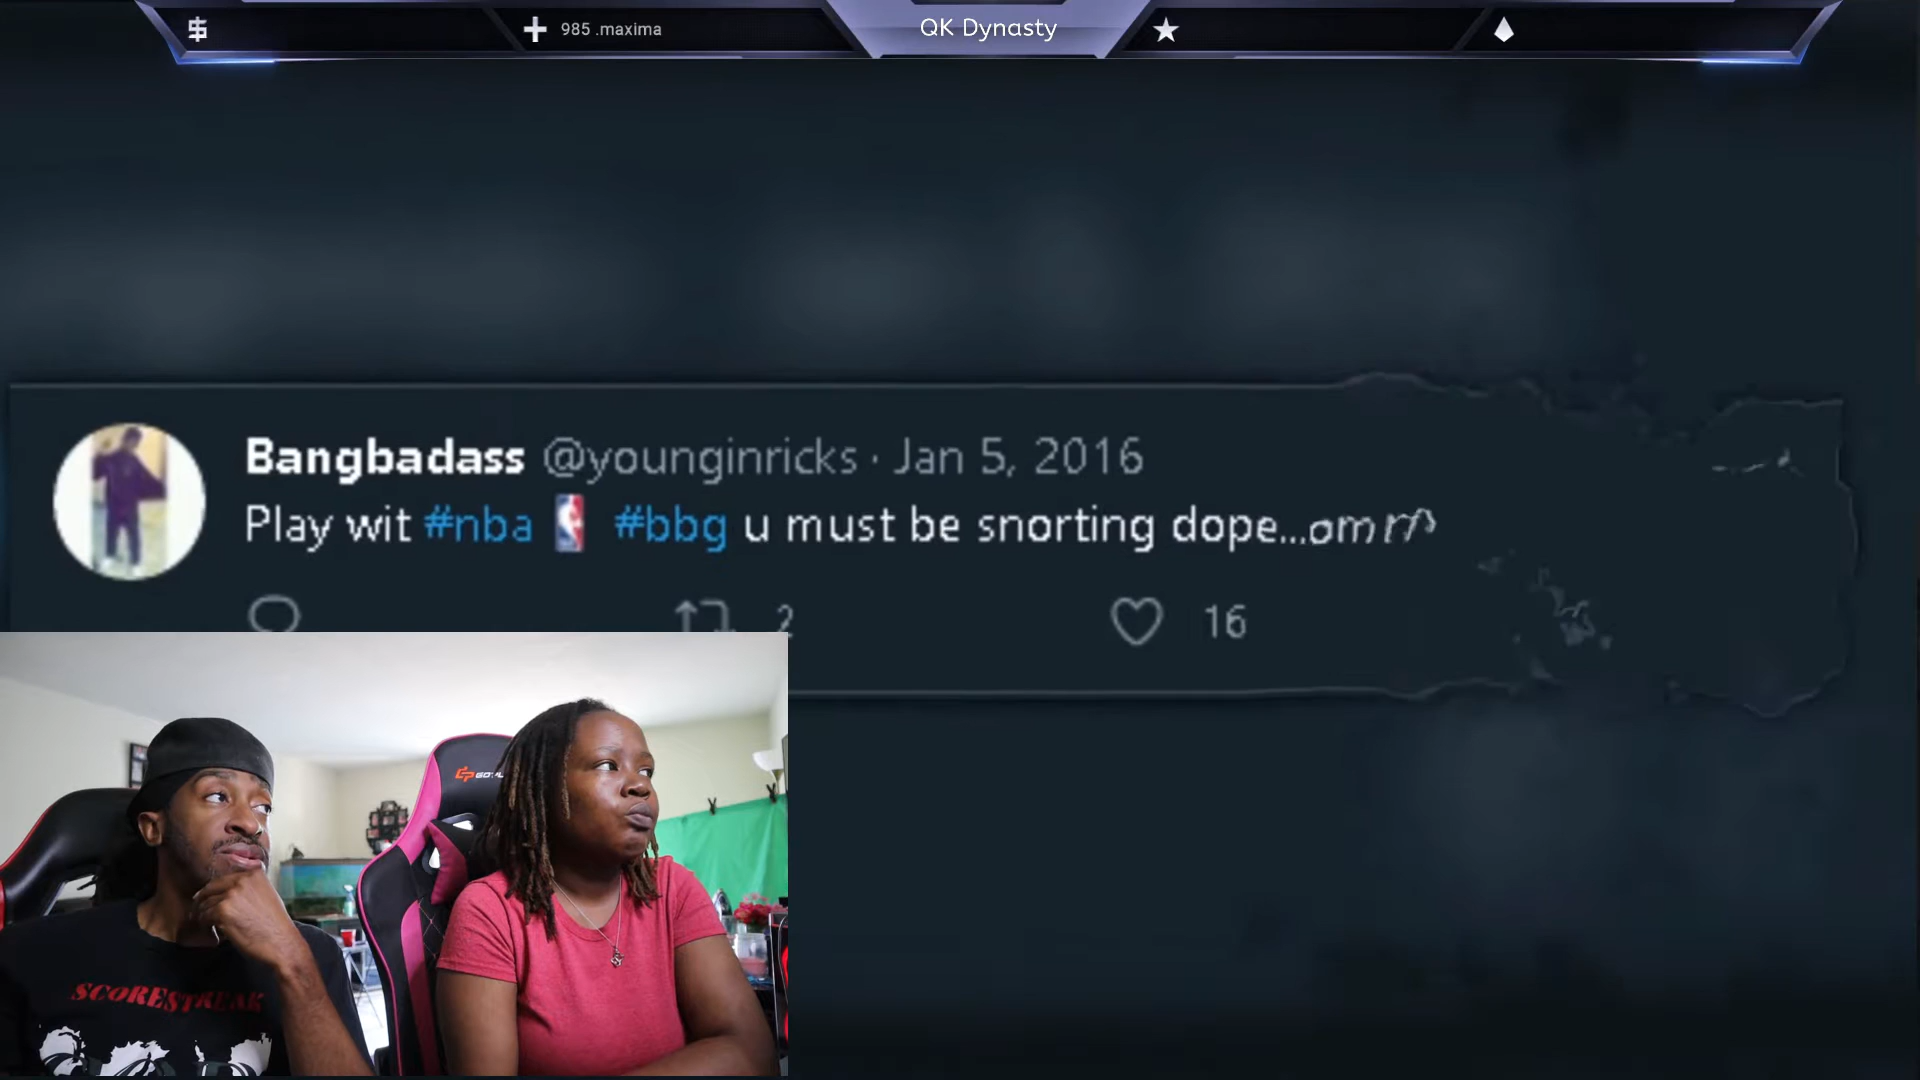 985 .maxima
QK Dynasty
Bangbadass @younginricks · Jan 5, 2016
Play wit #nba #bbg u must be snorting dope...
2
16
SCORESTREAK